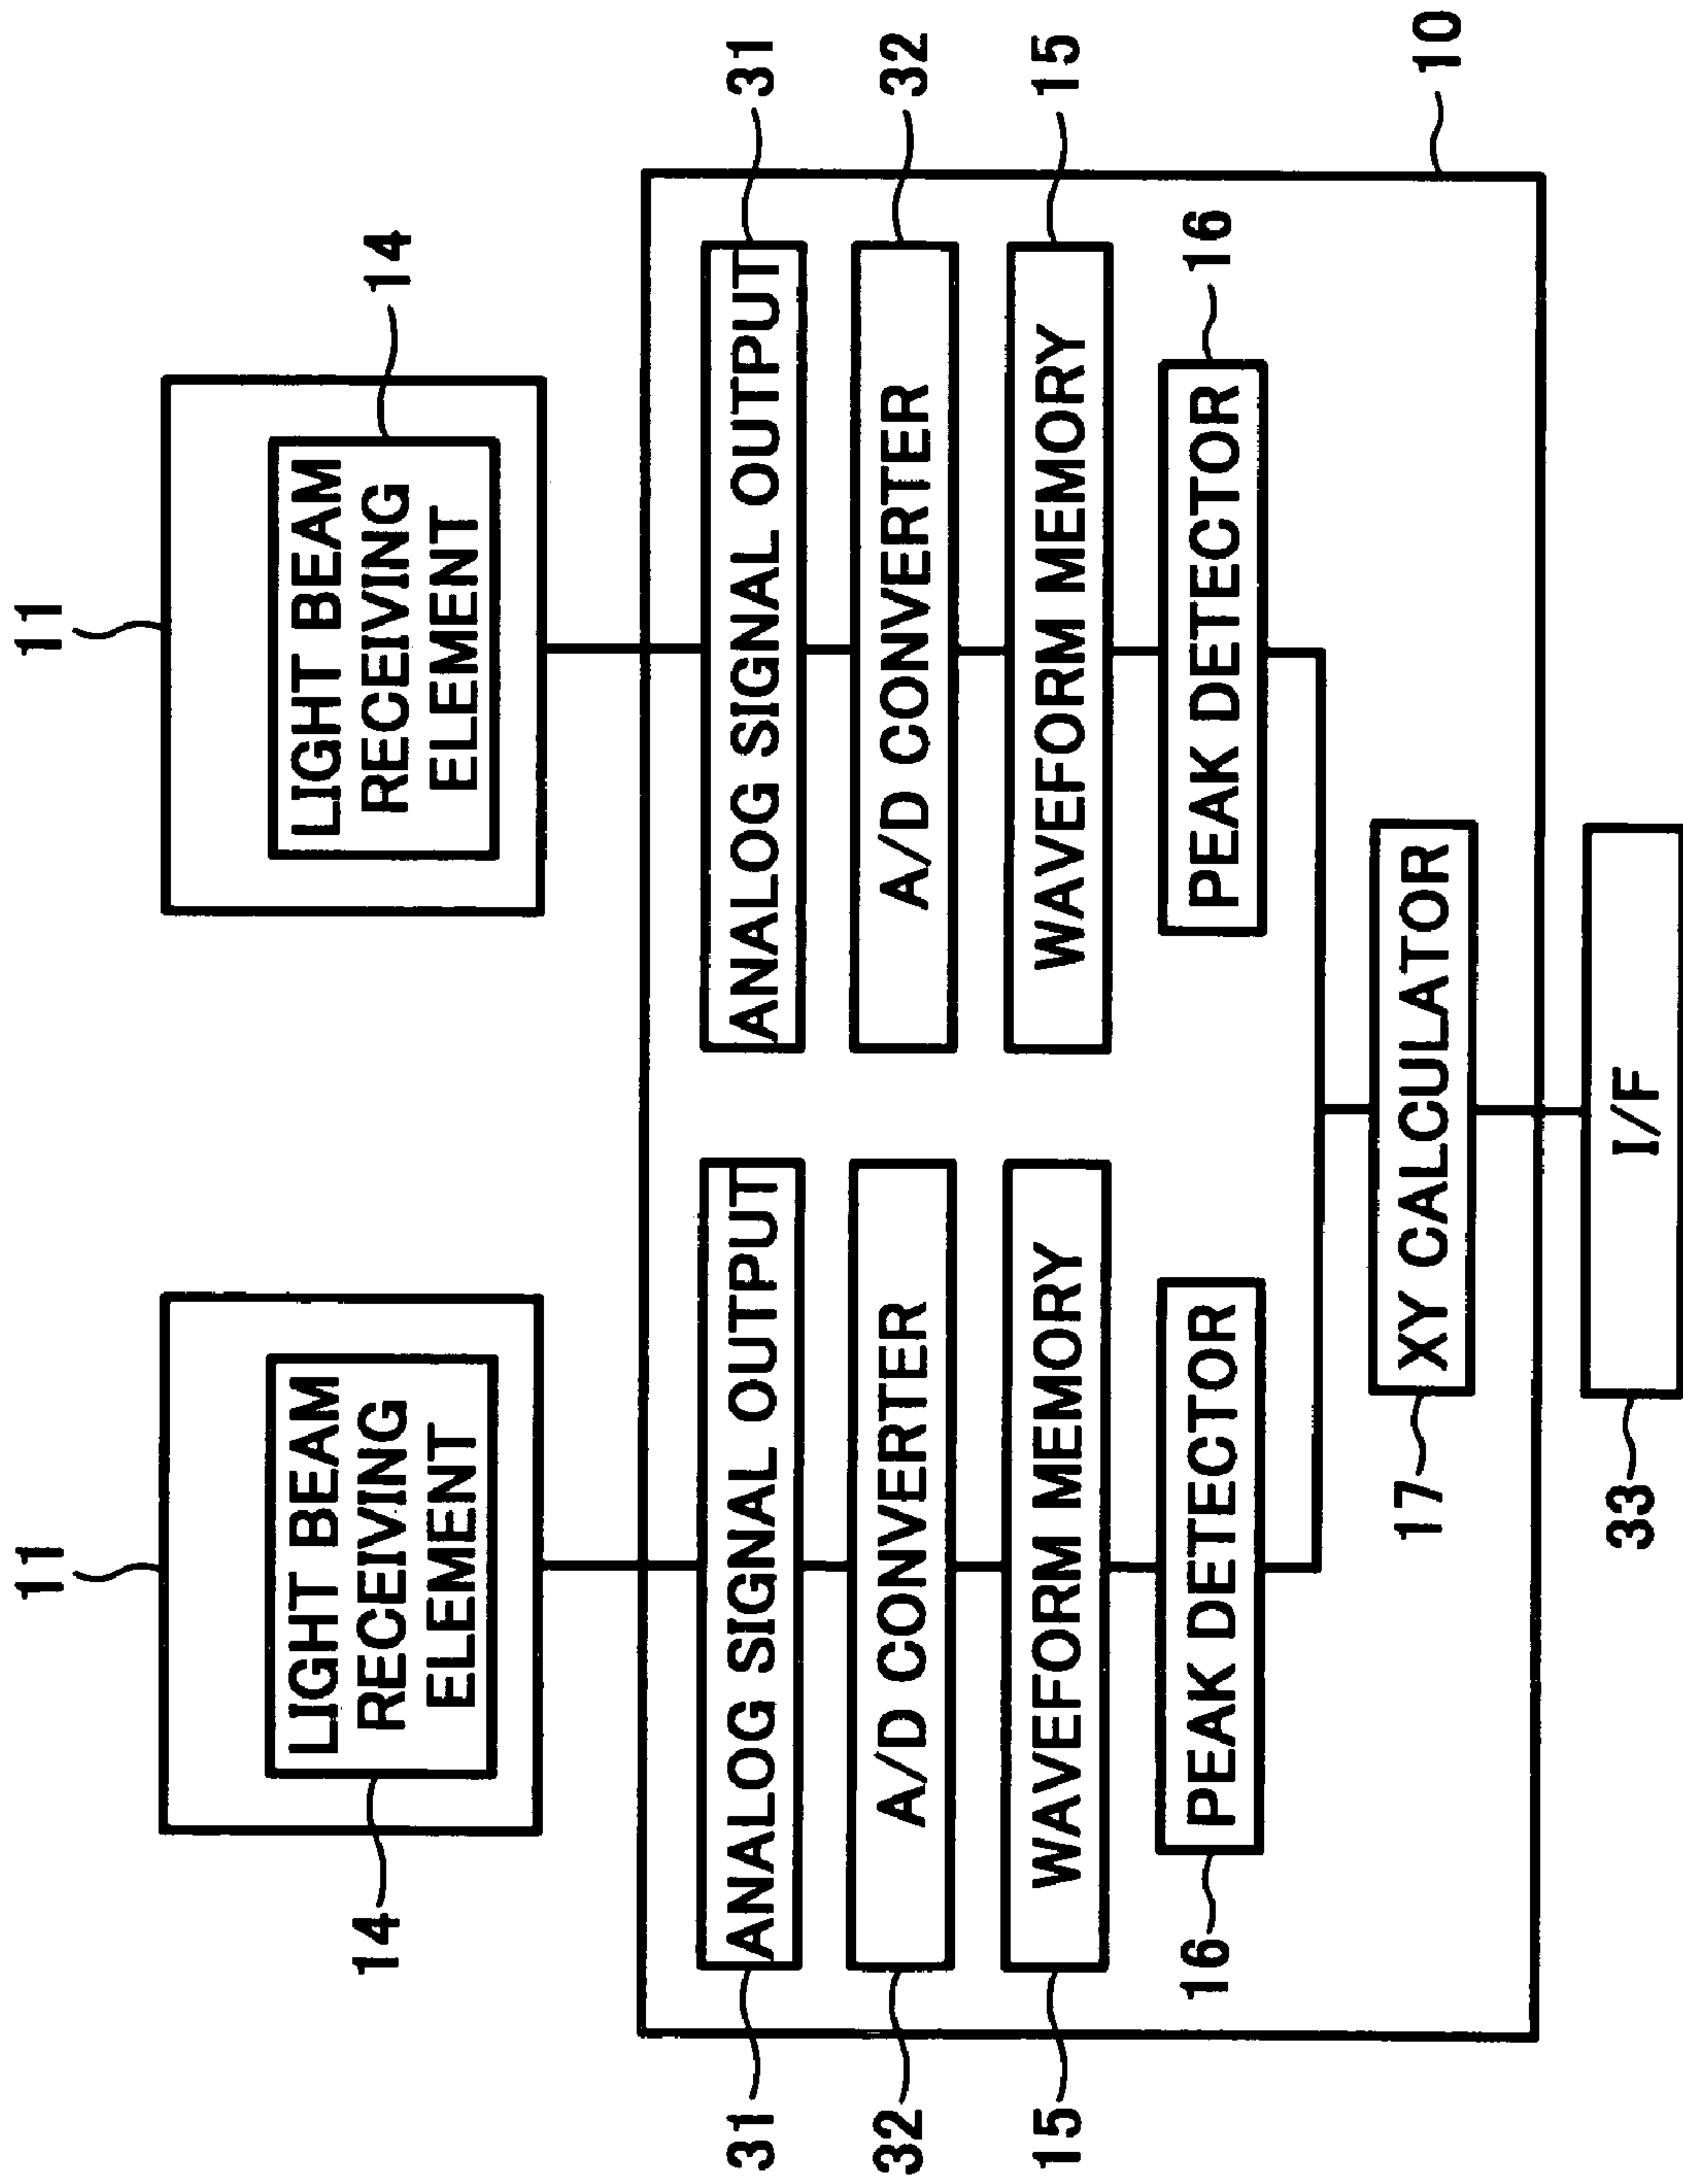 11
11
14
LIGHT BEAM
RECEIVING
ELEMENT
LIGHT BEAM
RECEIVING
ELEMENT
14
31
ANALOG SIGNAL OUTPUT
ANALOG SIGNAL OUTPUT
31
32
A/D CONVERTER
A/D CONVERTER
32
15
WAVEFORM MEMORY
WAVEFORM MEMORY
15
16
PEAK DETECTOR
PEAK DETECTOR
16
17
XY CALCULATOR
10
33
I/F